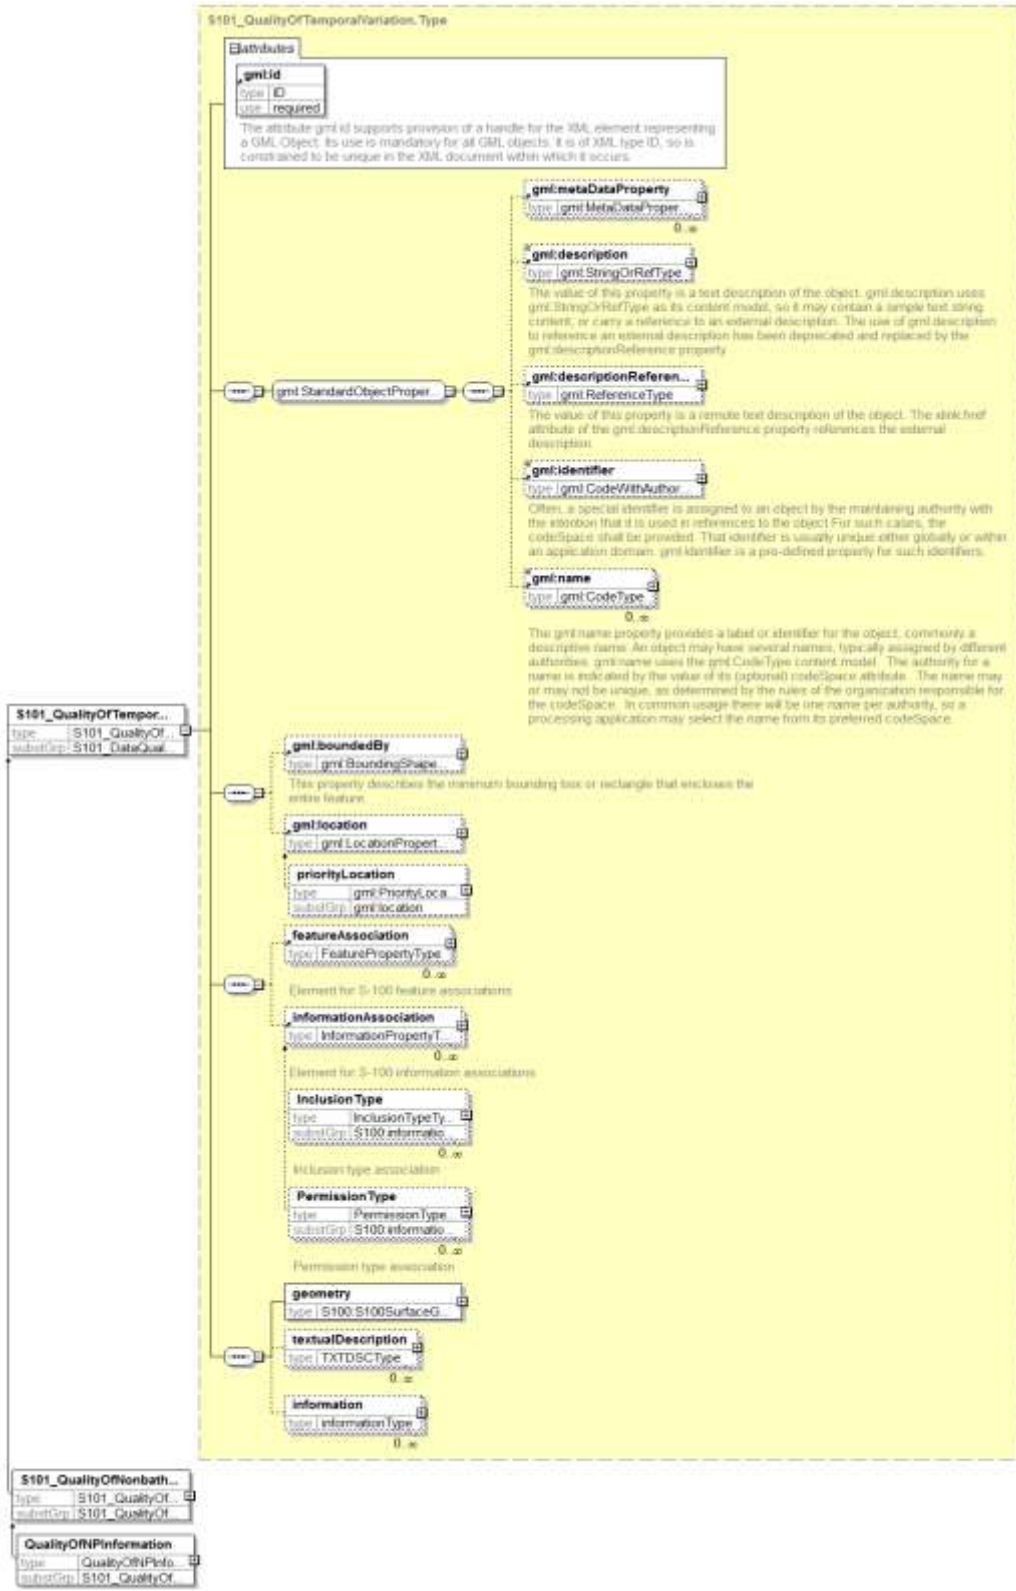 S101_QualityOfTemporalVariation.Type
attributes
gml:id
type ID
use required
The attribute gml:id supports provision of a handle for the XML element representing
a GML Object. Its use is mandatory for all GML objects. It is of XML type ID, so is
constrained to be unique in the XML document within which it occurs.
gml:metaDataProperty
type gml:MetaDataProper...
0..∞
gml:description
type gml:StringOrRefType
The value of this property is a text description of the object. gml:description uses
gml:StringOrRefType as its content model, so it may contain a simple text string
content, or carry a reference to an external description. The use of gml:description
to reference an external description has been deprecated and replaced by the
gml:descriptionReference property.
gml:StandardObjectProper...
gml:descriptionReferen...
type gml:ReferenceType
The value of this property is a remote text description of the object. The xlink:href
attribute of the gml:descriptionReference property references the external
description.
gml:identifier
type gml:CodeWithAuthor...
Often, a special identifier is assigned to an object by the maintaining authority with
the intention that it is used in references to the object For such cases, the
codeSpace shall be provided. That identifier is usually unique either globally or within
an application domain. gml:identifier is a pre-defined property for such identifiers.
gml:name
type gml:CodeType
0..∞
The gml:name property provides a label or identifier for the object, commonly a
descriptive name. An object may have several names, typically assigned by different
authorities. gml:name uses the gml:CodeType content model. The authority for a
name is indicated by the value of its (optional) codeSpace attribute. The name may
or may not be unique, as determined by the rules of the organization responsible for
the codeSpace. In common usage there will be one name per authority, so a
processing application may select the name from its preferred codeSpace.
S101_QualityOfTempor...
type S101_QualityOf...
substGrp S101_DataQual...
gml:boundedBy
type gml:BoundingShape...
This property describes the minimum bounding box or rectangle that encloses the
entire feature.
gml:location
type gml:LocationPropert...
priorityLocation
type gml:PriorityLoca...
substGrp gml:location
featureAssociation
type FeaturePropertyType
0..∞
Element for S-100 feature associations
informationAssociation
type InformationPropertyT...
0..∞
Element for S-100 information associations
InclusionType
type InclusionTypeTy...
substGrp S100:informatio...
0..∞
Inclusion type association
PermissionType
type PermissionType...
substGrp S100:informatio...
0..∞
Permission type association
geometry
type S100:S100SurfaceG...
textualDescription
type TXTDSCType
0..∞
information
type informationType
0..∞
S101_QualityOfNonbath...
type S101_QualityOf...
substGrp S101_QualityOf...
QualityOfNPInformation
type QualityOfNPInfo...
substGrp S101_QualityOf...